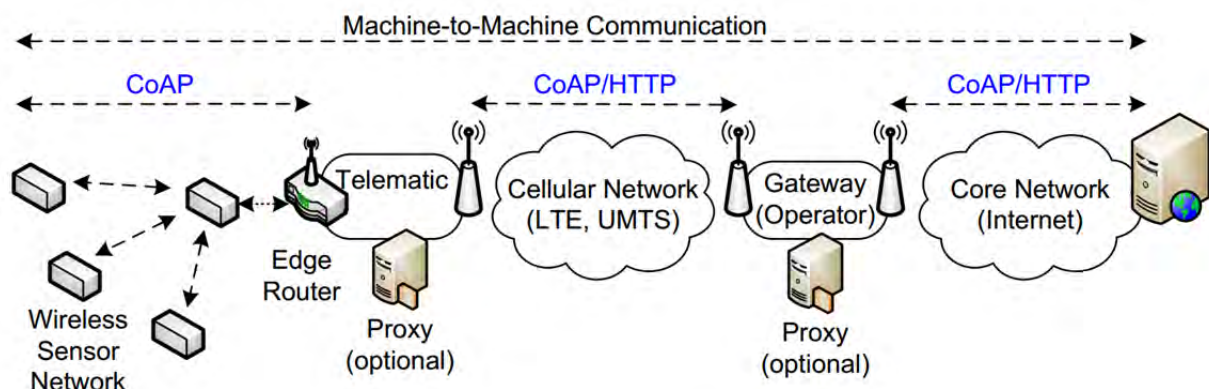 Machine-to-Machine Communication
CoAP
CoAP/HTTP
CoAP/HTTP
Telematic
Cellular Network
(LTE, UMTS)
Gateway
(Operator)
Core Network
(Internet)
Edge
Router
Proxy
(optional)
Proxy
(optional)
Wireless
Sensor
Network